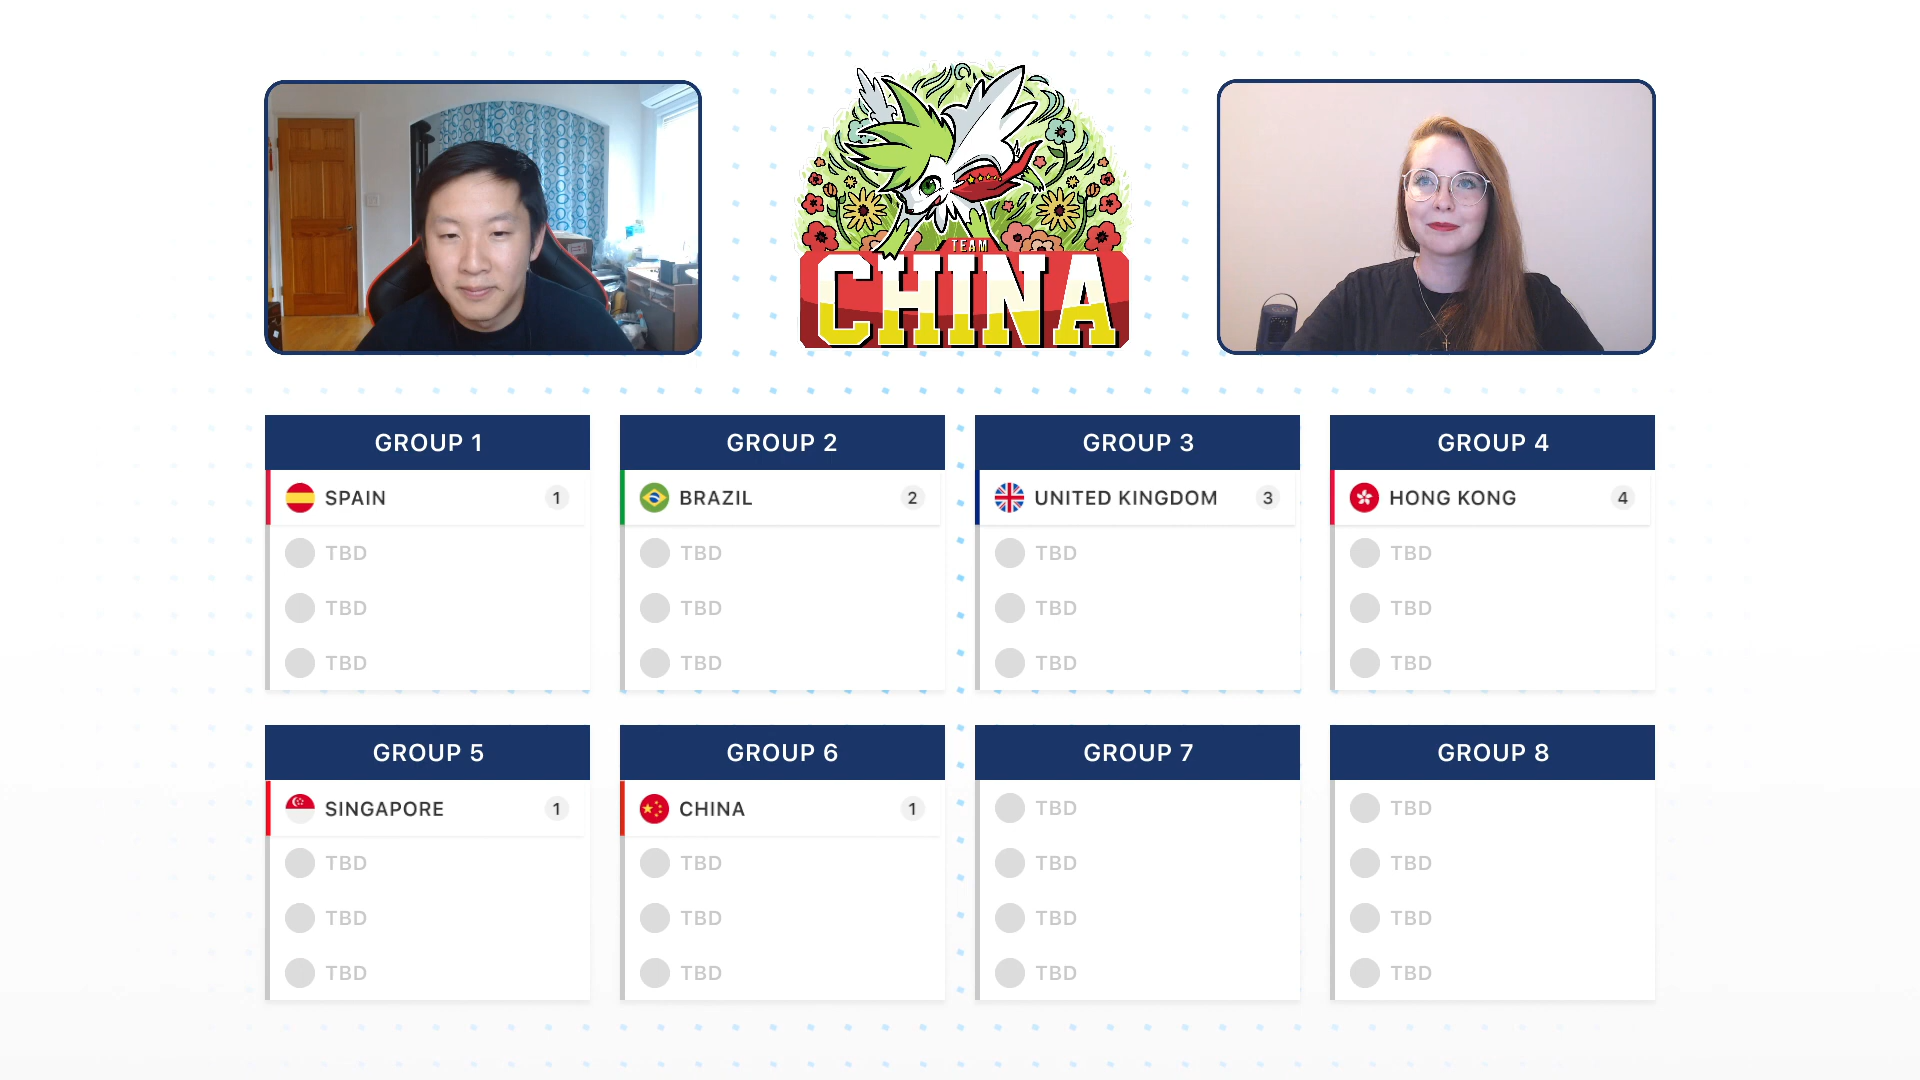 TEAM
CHINA
GROUP 1
SPAIN 1
TBD
TBD
TBD
GROUP 2
BRAZIL 2
TBD
TBD
TBD
GROUP 3
UNITED KINGDOM 3
TBD
TBD
TBD
GROUP 4
HONG KONG 4
TBD
TBD
TBD
GROUP 5
SINGAPORE 1
TBD
TBD
TBD
GROUP 6
CHINA 1
TBD
TBD
TBD
GROUP 7
TBD
TBD
TBD
TBD
GROUP 8
TBD
TBD
TBD
TBD